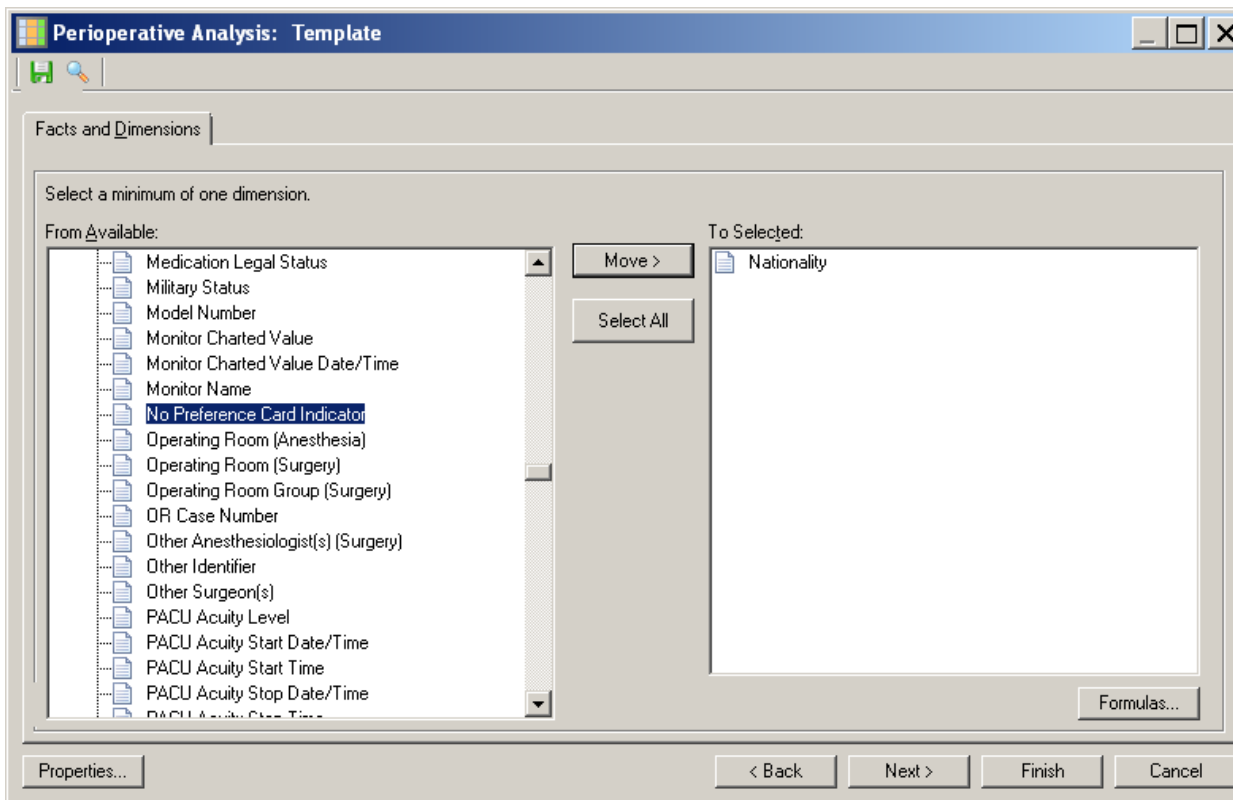 Perioperative Analysis: Template
Facts and Dimensions
Select a minimum of one dimension.
From Available:
Medication Legal Status
Military Status
Model Number
Monitor Charted Value
Monitor Charted Value Date/Time
Monitor Name
No Preference Card Indicator
Operating Room (Anesthesia)
Operating Room (Surgery)
Operating Room Group (Surgery)
OR Case Number
Other Anesthesiologist(s) (Surgery)
Other Identifier
Other Surgeon(s)
PACU Acuity Level
PACU Acuity Start Date/Time
PACU Acuity Start Time
PACU Acuity Stop Date/Time
PACU Acuity Stop Time
Move >
Select All
To Selected:
Nationality
Formulas...
Properties...
< Back
Next >
Finish
Cancel